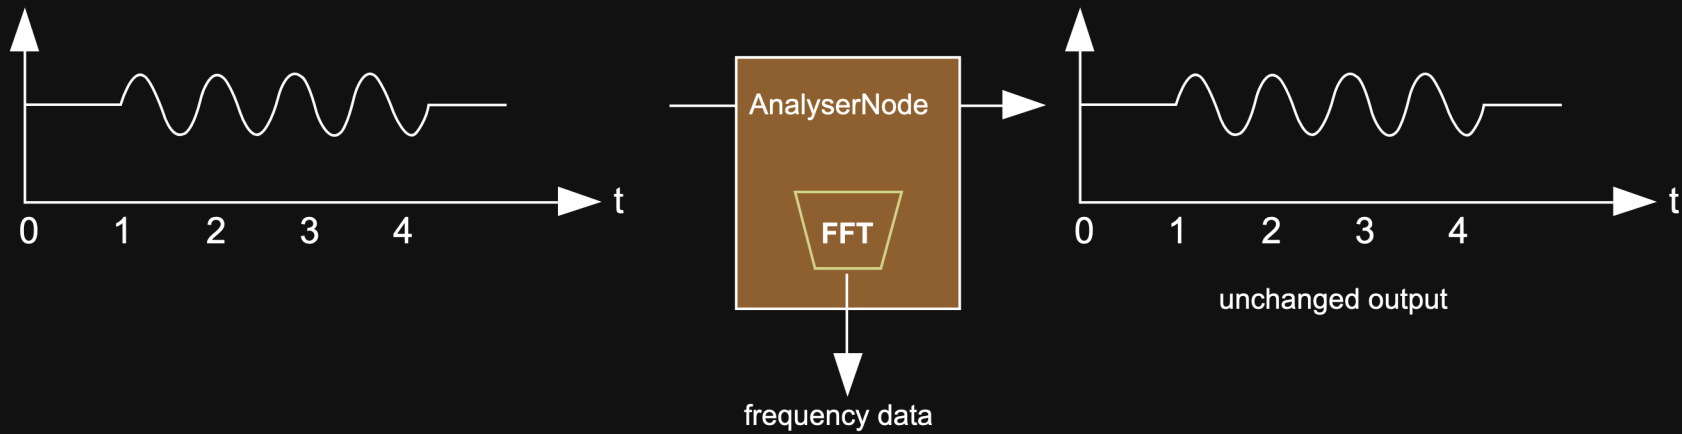 t
0 1 2 3 4
AnalyserNode
FFT
frequency data
t
0 1 2 3 4
unchanged output